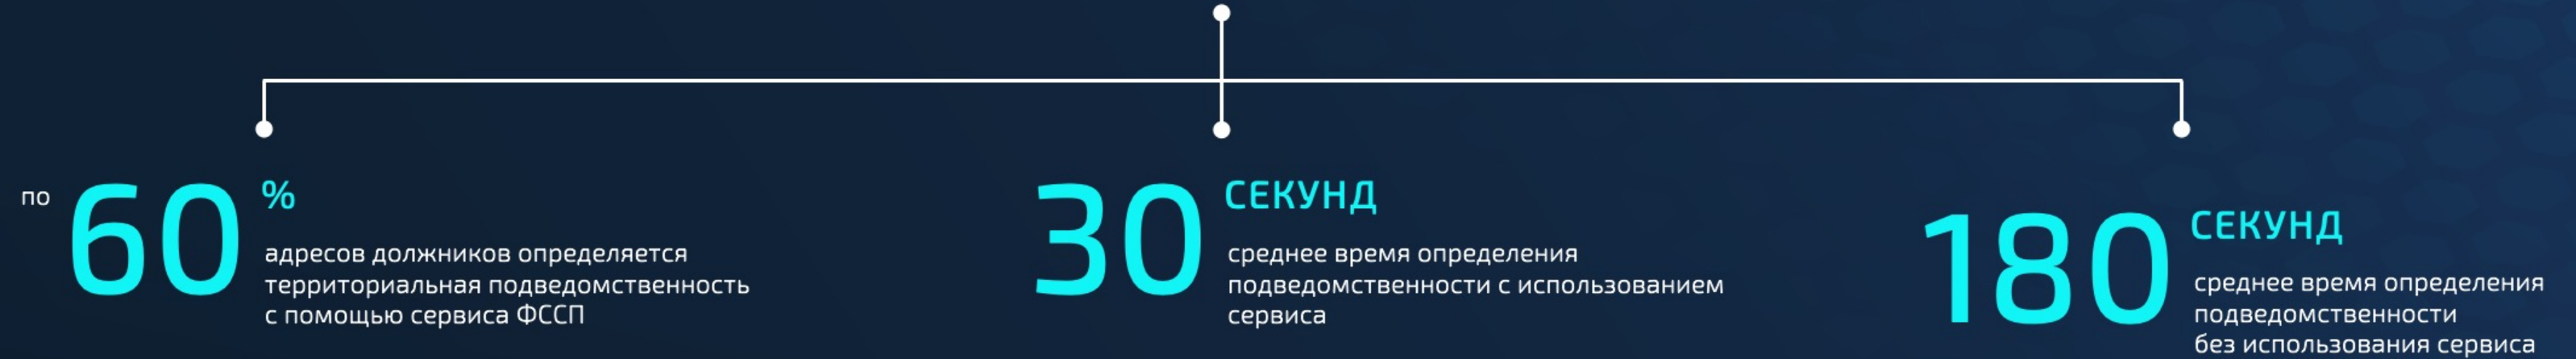 по 60 %
адресов должников определяется
территориальная подведомственность
с помощью сервиса ФССП
30 СЕКУНД
среднее время определения
подведомственности с использованием
сервиса
180 СЕКУНД
среднее время определения
подведомственности
без использования сервиса